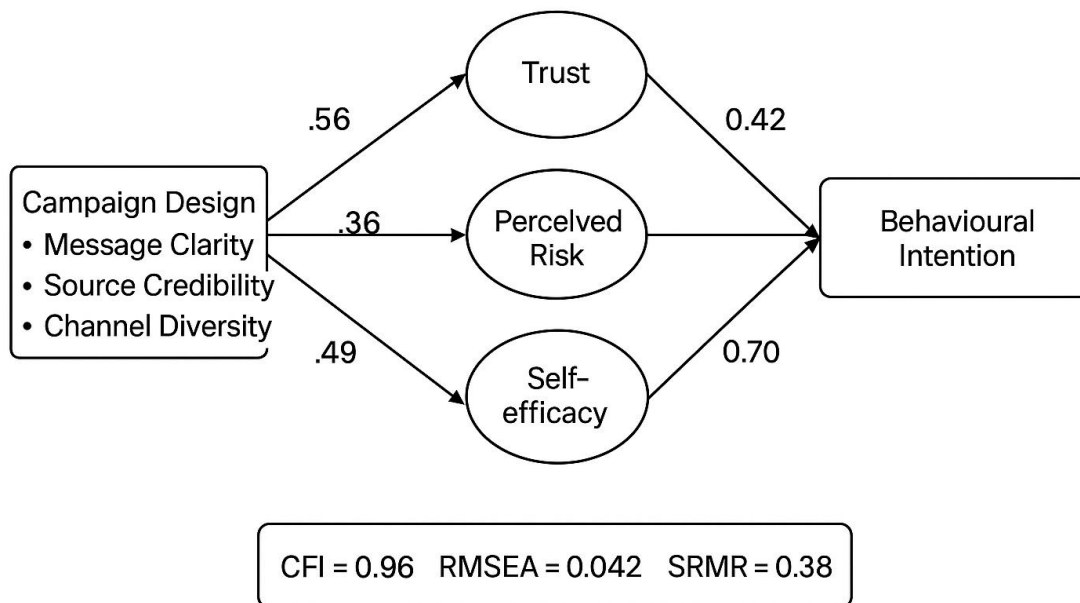 Trust
.56
0.42
Campaign Design
• Message Clarity
• Source Credibility
• Channel Diversity
.36
Percelved
Risk
Behavioural
Intention
.49
0.70
Self-
efficacy
CFI = 0.96 RMSEA = 0.042 SRMR = 0.38